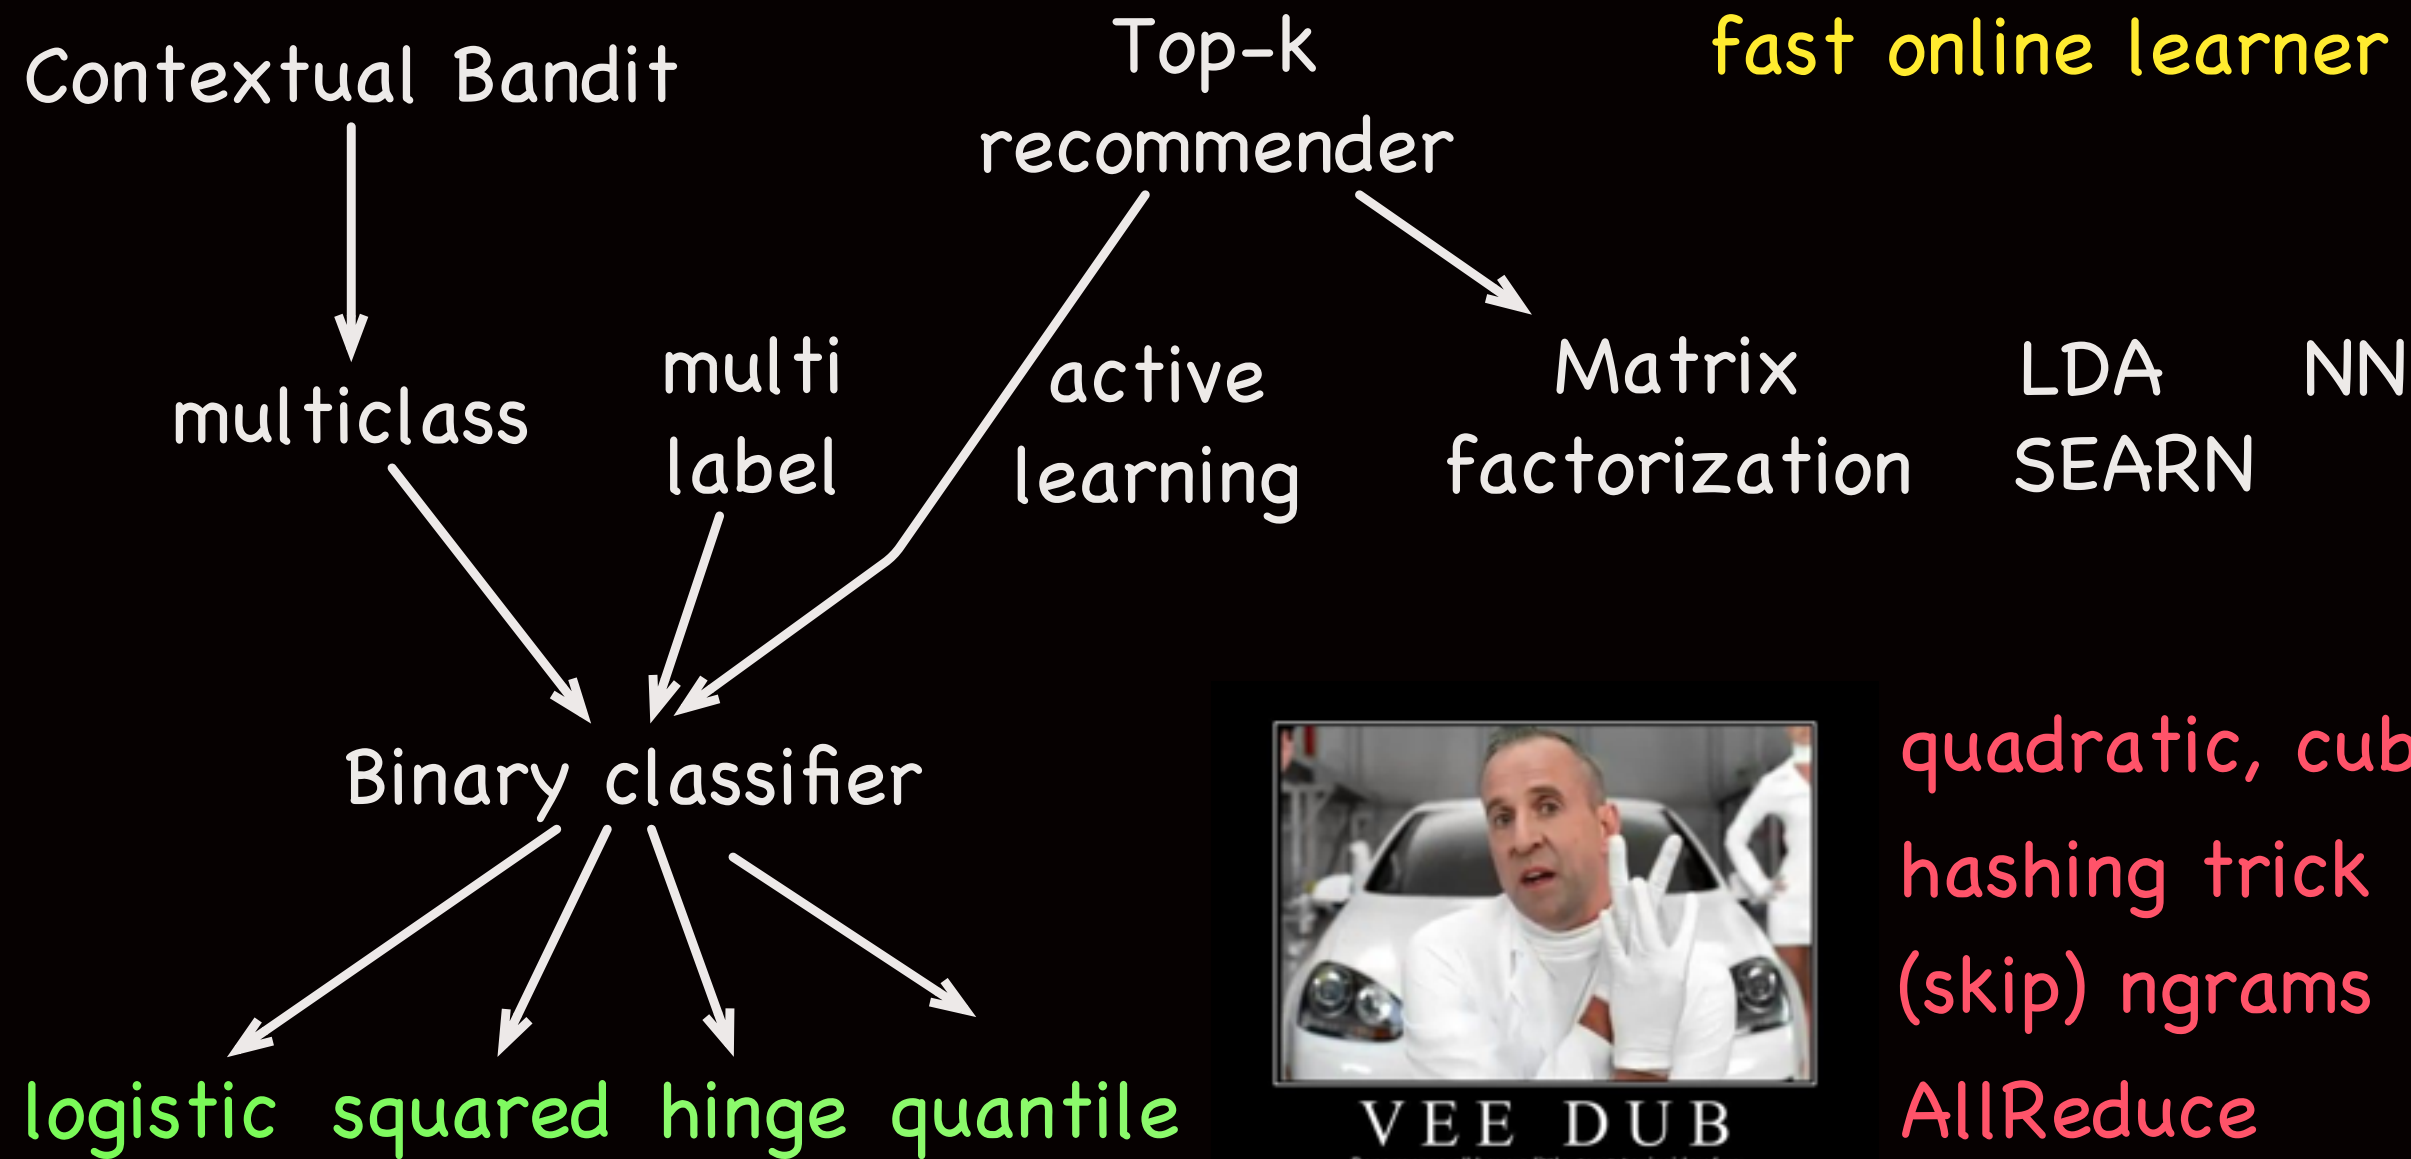 Contextual Bandit
Top-k
recommender
fast online learner
multiclass
multi
label
active
learning
Matrix
factorization
LDA NN
SEARN
Binary classifier
logistic squared hinge quantile
VEE DUB
quadratic, cub
hashing trick
(skip) ngrams
AllReduce